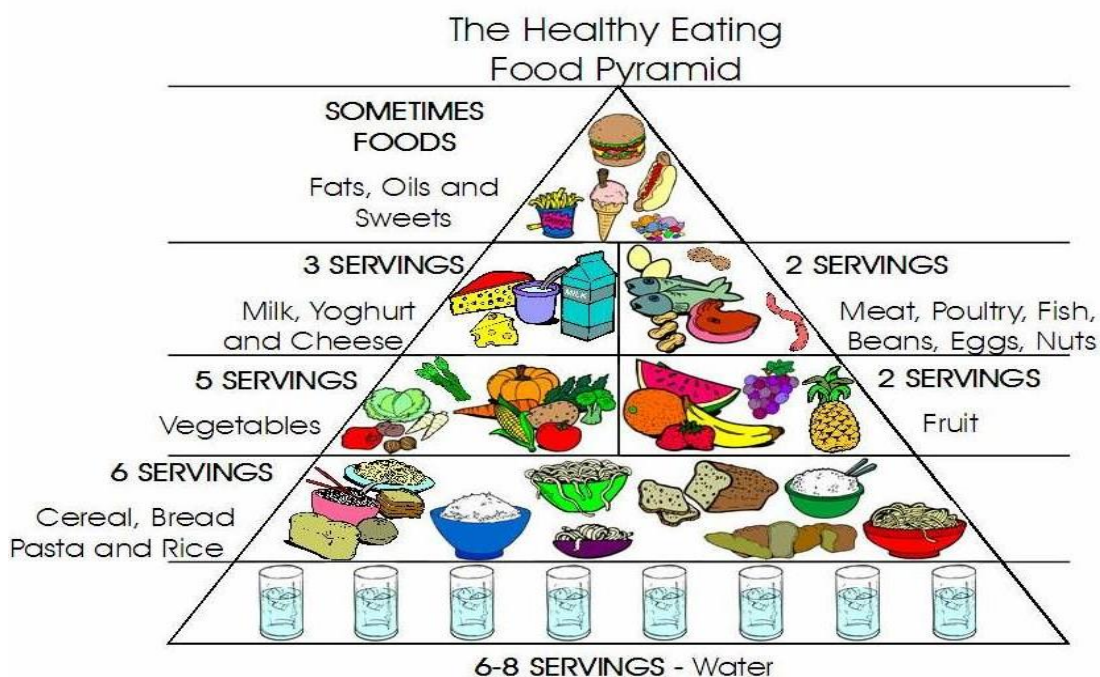 The Healthy Eating
Food Pyramid
SOMETIMES
FOODS
Fats, Oils and
Sweets
3 SERVINGS
Milk, Yoghurt
and Cheese
MILK
2 SERVINGS
Meat, Poultry, Fish,
Beans, Eggs, Nuts
5 SERVINGS
Vegetables
2 SERVINGS
Fruit
6 SERVINGS
Cereal, Bread
Pasta and Rice
6-8 SERVINGS - Water